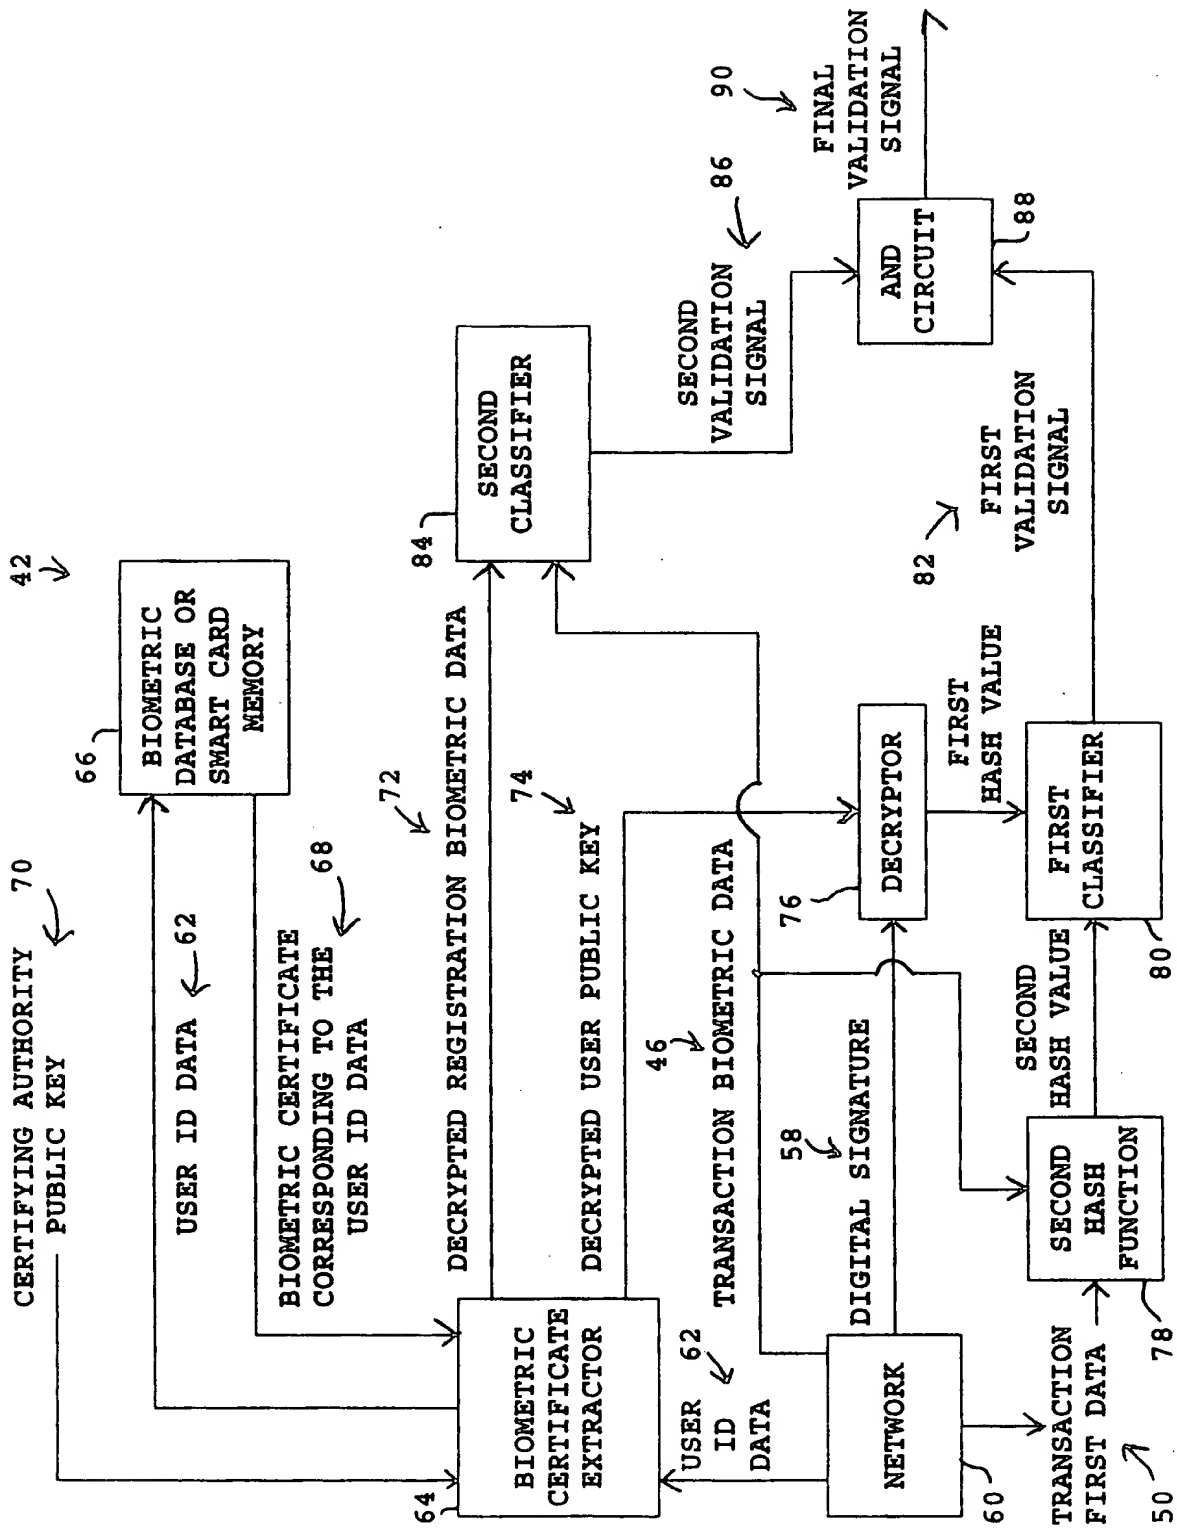 42
CERTIFYING AUTHORITY
PUBLIC KEY
70
66
BIOMETRIC
DATABASE OR
SMART CARD
MEMORY
USER ID DATA
62
BIOMETRIC CERTIFICATE
CORRESPONDING TO THE
USER ID DATA
68
64
BIOMETRIC
CERTIFICATE
EXTRACTOR
DECRYPTED REGISTRATION BIOMETRIC DATA
72
DECRYPTED USER PUBLIC KEY
74
84
SECOND
CLASSIFIER
SECOND
VALIDATION
SIGNAL
86
USER
ID
DATA
62
TRANSACTION BIOMETRIC DATA
46
DIGITAL SIGNATURE
58
NETWORK
60
76
DECRYPTOR
FIRST
HASH VALUE
AND
CIRCUIT
88
FINAL
VALIDATION
SIGNAL
90
TRANSACTION
FIRST DATA
50
SECOND
HASH
FUNCTION
78
SECOND
HASH VALUE
FIRST
CLASSIFIER
80
82
FIRST
VALIDATION
SIGNAL